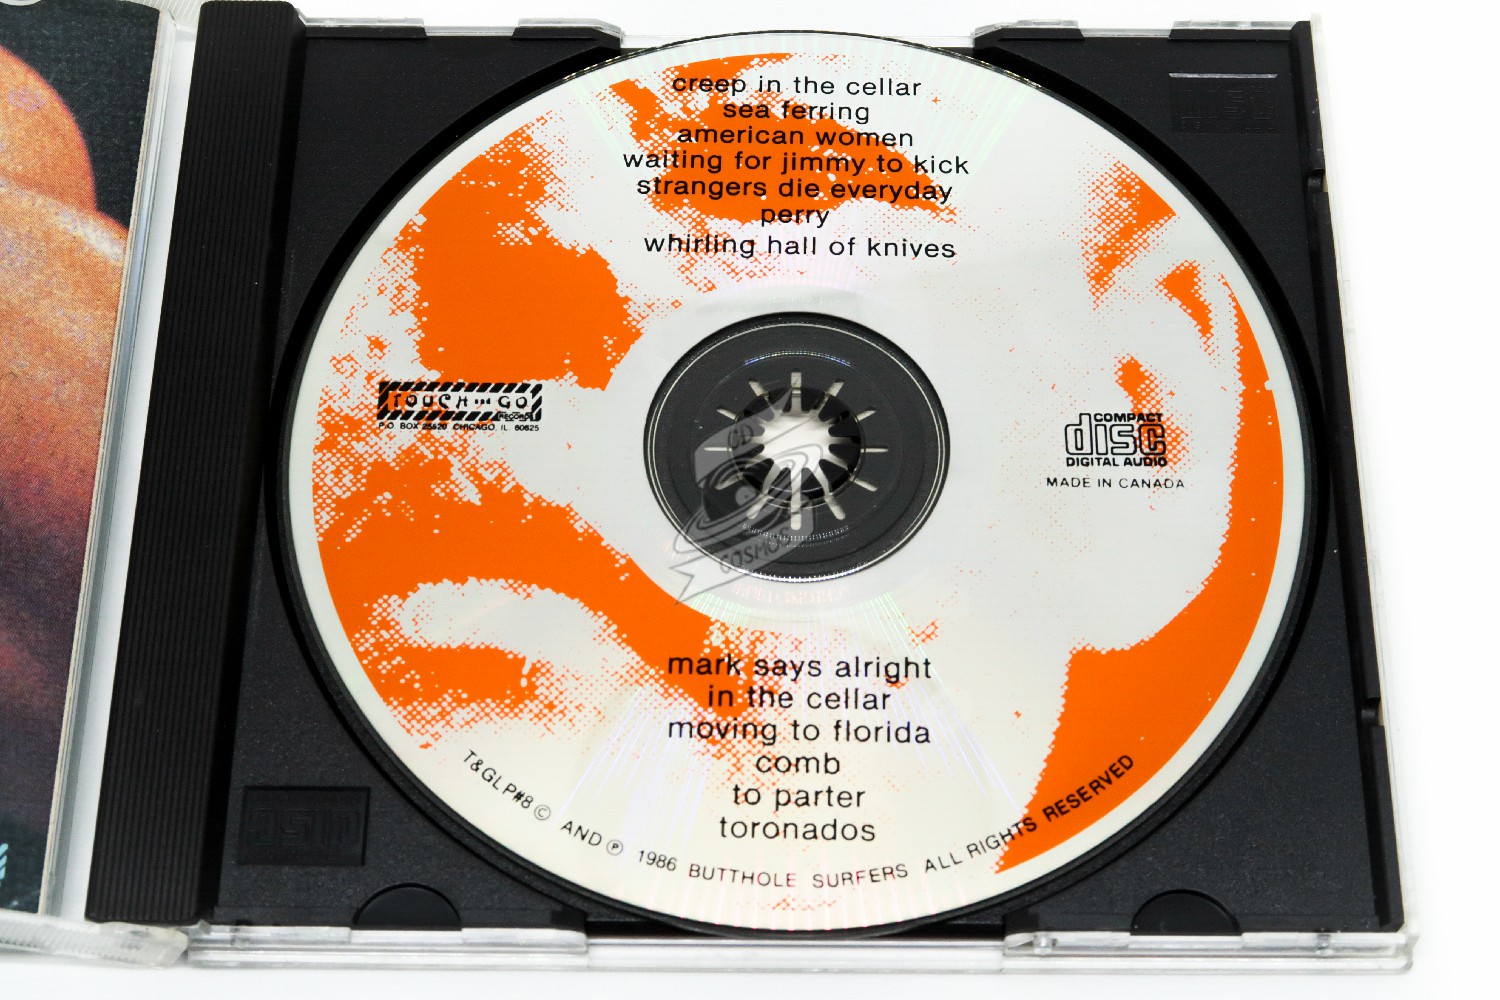 creep in the cellar
sea ferring
american women
waiting for jimmy to kick
strangers die everyday
perry
whirling hall of knives
TOUCH and GO
RECORDS
P.O. BOX 25520 CHICAGO, IL 60625
COMPACT
disc
DIGITAL AUDIO
MADE IN CANADA
CD
COSMOS
mark says alright
in the cellar
moving to florida
comb
to parter
toronados
T&GLP#8 © AND ℗ 1986 BUTTHOLE SURFERS ALL RIGHTS RESERVED